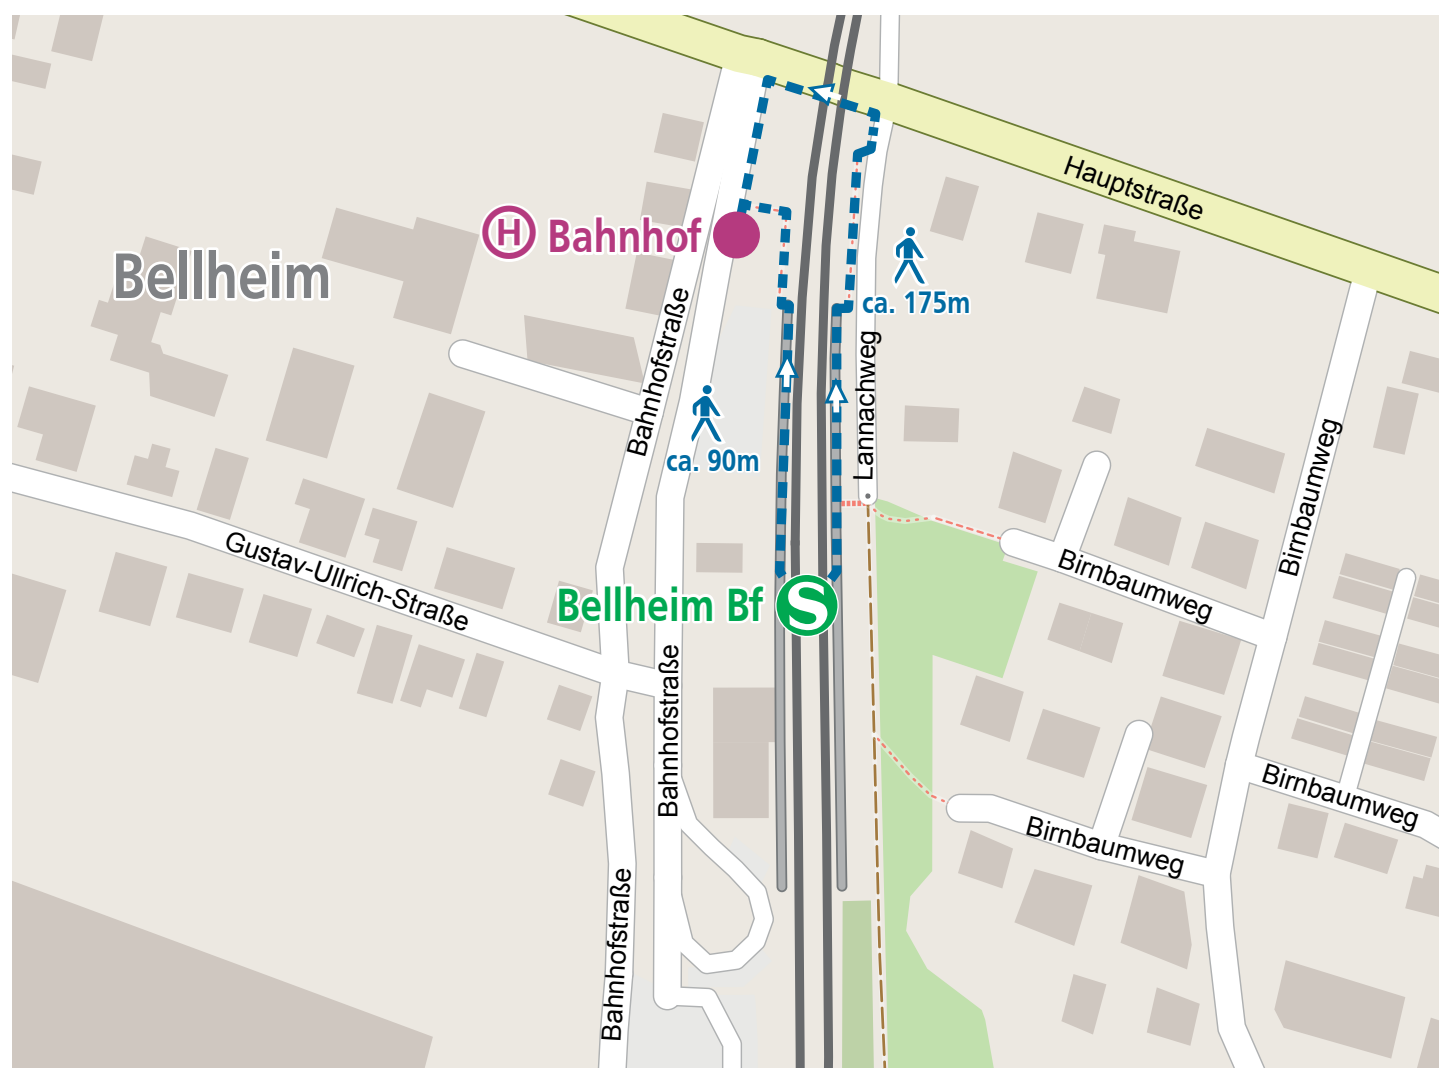 Hauptstraße
H Bahnhof
Bellheim
ca. 175m
Bahnhofstraße
Lannachweg
ca. 90m
Birnbaumweg
Gustav-Ullrich-Straße
Birnbaumweg
Bellheim Bf S
Bahnhofstraße
Birnbaumweg
Birnbaumweg
Bahnhofstraße